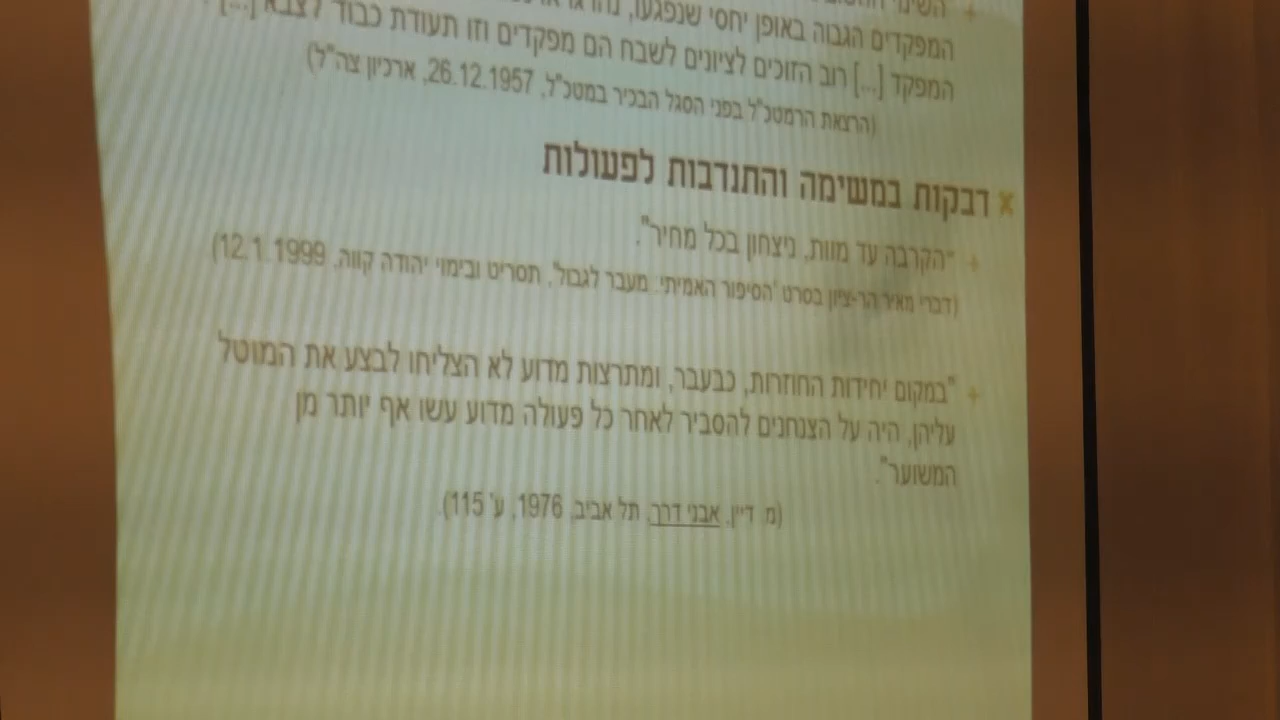 המפקדים הגבוה באופן יחסי שנפגעו,
המפקד [...] רוב הזוכים לציונים לשבח הם מפקדים וזו תעודת כבוד לצבא [...]".
(הרצאת הרמטכ"ל בפני הסגל הבכיר במטכ"ל, 26.12.1957, ארכיון צה"ל)
דבקות במשימה והתנדבות לפעולות
"הקרבה עד מוות, ניצחון בכל מחיר".
(דברי מאיר הר-ציון בסרט 'הסיפור האמיתי: מעבר לגבול', תסריט ובימוי יהודה קווה, 12.1.1999)
"במקום יחידות החוזרות, כבעבר, ומתרצות מדוע לא הצליחו לבצע את המוטל
עליהן, היה על הצנחנים להסביר לאחר כל פעולה מדוע עשו אף יותר מן
המשוער".
(מ. דיין, אבני דרך, תל אביב, 1976, ע' 115)